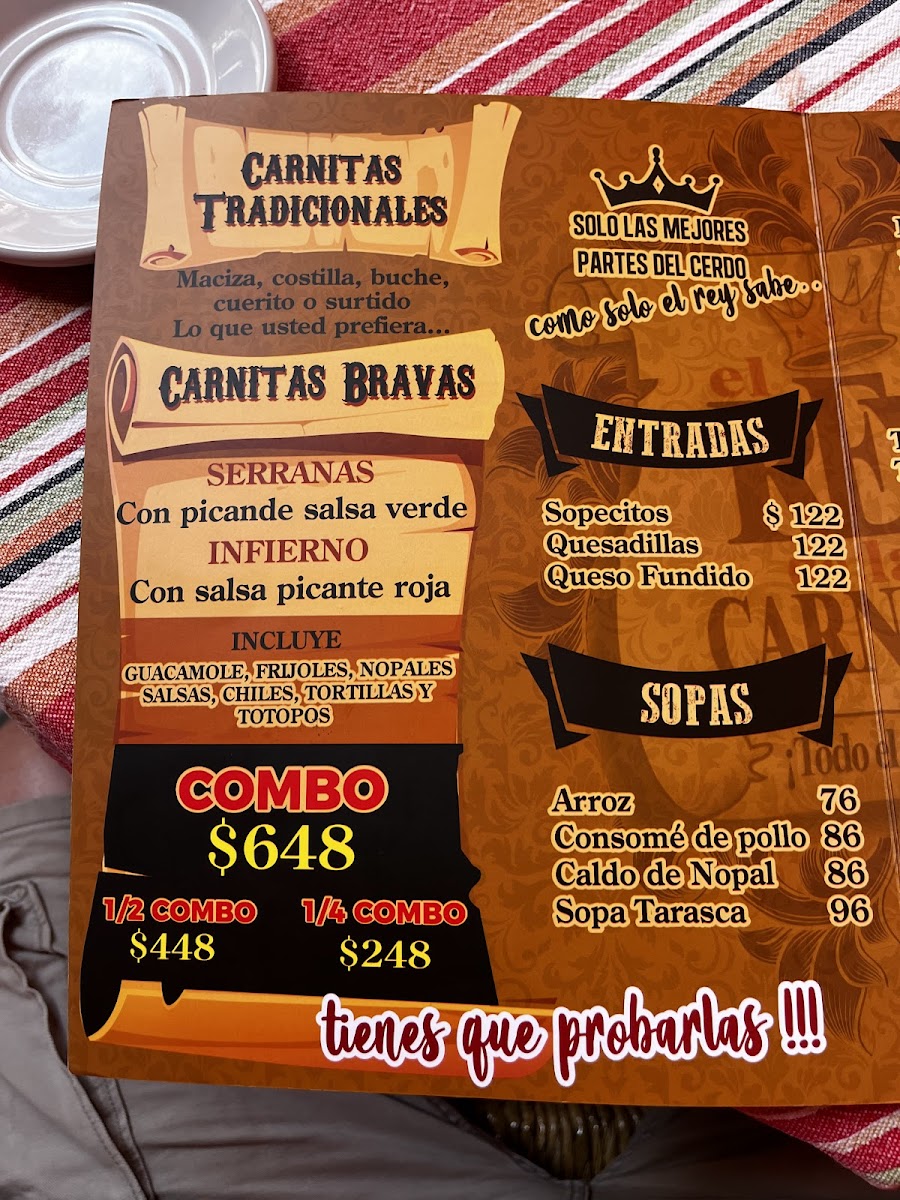 CARNITAS
TRADICIONALES
Maciza, costilla, buche,
cuerito o surtido
Lo que usted prefiera...
CARNITAS BRAVAS
SERRANAS
Con picande salsa verde
INFIERNO
Con salsa picante roja
INCLUYE
GUACAMOLE, FRIJOLES, NOPALES
SALSAS, CHILES, TORTILLAS Y
TOTOPOS
COMBO
$648
1/2 COMBO 1/4 COMBO
$448 $248
SOLO LAS MEJORES
PARTES DEL CERDO
como solo el rey sabe..
ENTRADAS
Sopecitos $ 122
Quesadillas 122
Queso Fundido 122
SOPAS
Arroz 76
Consomé de pollo 86
Caldo de Nopal 86
Sopa Tarasca 96
tienes que probarlas !!!
el
¡Todo el